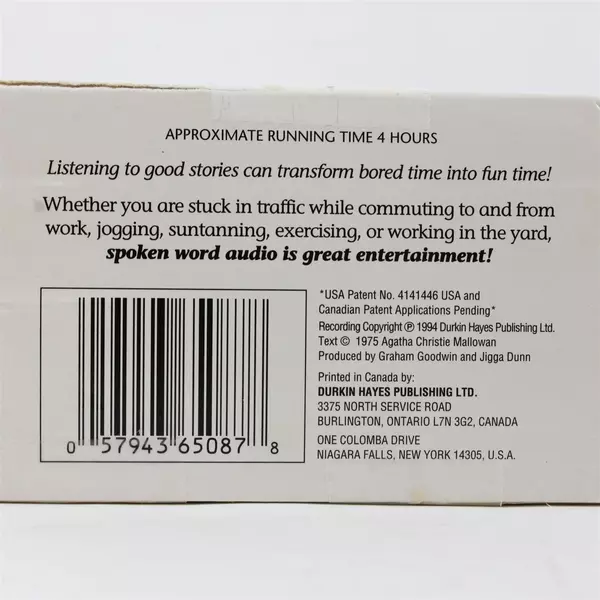 APPROXIMATE RUNNING TIME 4 HOURS
Listening to good stories can transform bored time into fun time!
Whether you are stuck in traffic while commuting to and from
work, jogging, suntanning, exercising, or working in the yard,
spoken word audio is great entertainment!
*USA Patent No. 4141446 USA and
Canadian Patent Applications Pending*
Recording Copyright ℗ 1994 Durkin Hayes Publishing Ltd.
Text © 1975 Agatha Christie Mallowan
Produced by Graham Goodwin and Jigga Dunn
Printed in Canada by:
DURKIN HAYES PUBLISHING LTD.
3375 NORTH SERVICE ROAD
BURLINGTON, ONTARIO L7N 3G2, CANADA
ONE COLOMBA DRIVE
NIAGARA FALLS, NEW YORK 14305, U.S.A.
0 57943 65087 8